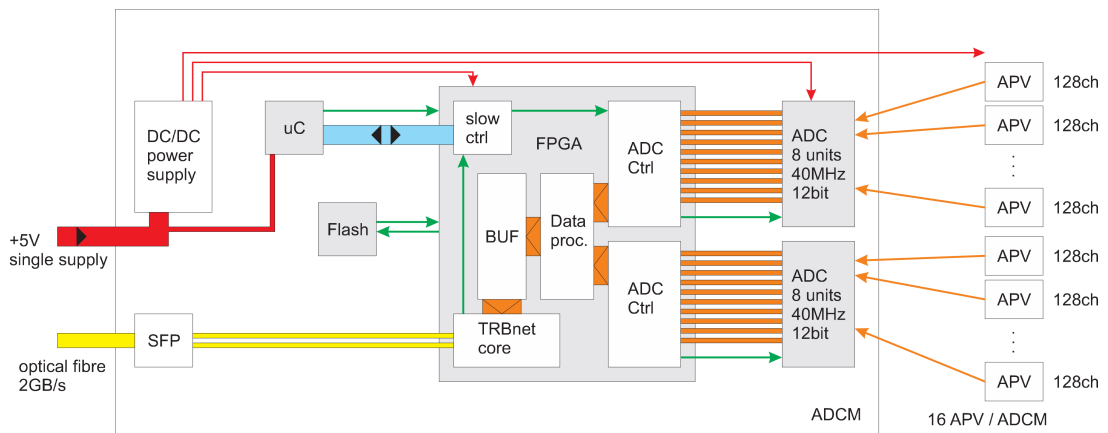 DC/DC
power
supply
uC
slow
ctrl
FPGA
ADC
Ctrl
ADC
8 units
40MHz
12bit
APV
128ch
APV
128ch
APV
128ch
Flash
BUF
Data
proc.
+5V
single supply
ADC
Ctrl
ADC
8 units
40MHz
12bit
APV
128ch
APV
128ch
APV
128ch
SFP
TRBnet
core
optical fibre
2GB/s
ADCM
16 APV / ADCM